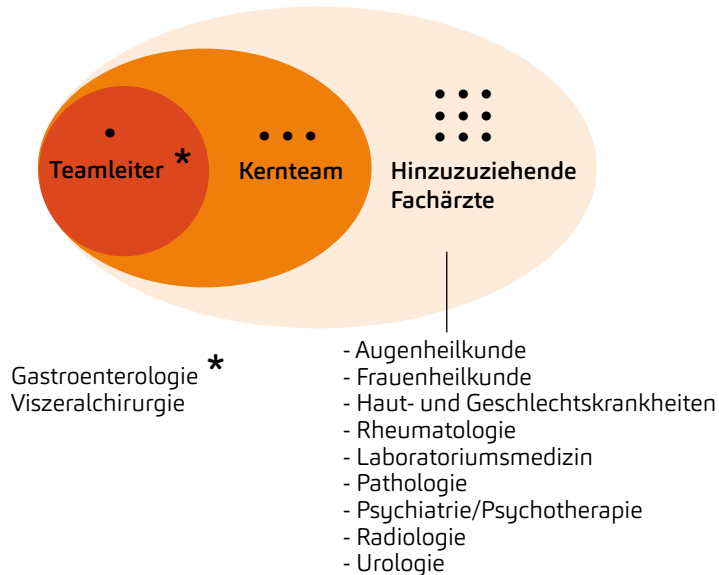 Teamleiter *
Kernteam
Hinzuzuziehende
Fachärzte
Gastroenterologie *
Viszeralchirurgie
- Augenheilkunde
- Frauenheilkunde
- Haut- und Geschlechtskrankheiten
- Rheumatologie
- Laboratoriumsmedizin
- Pathologie
- Psychiatrie/Psychotherapie
- Radiologie
- Urologie